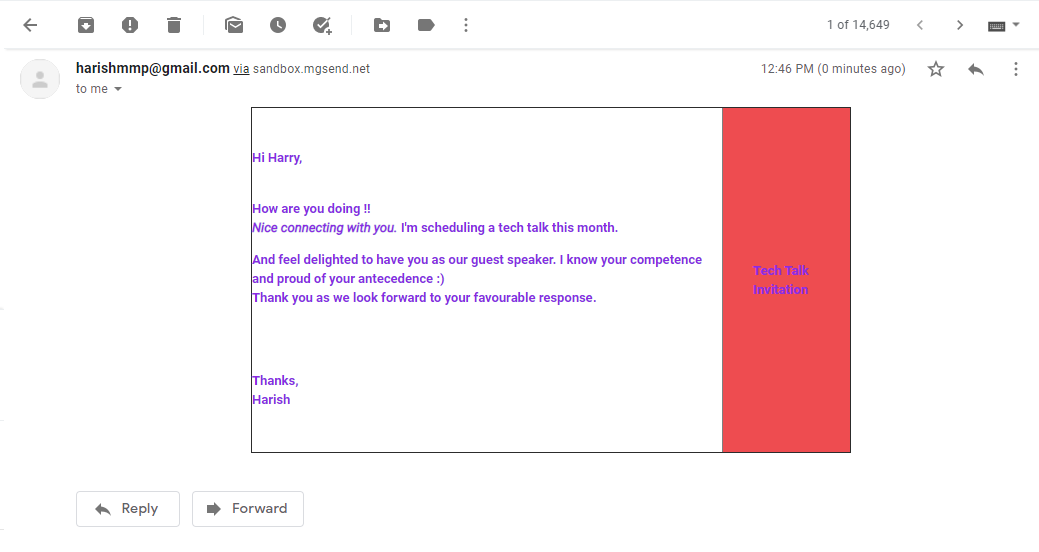 1 of 14,649
harishmmp@gmail.com via sandbox.mgsend.net
12:46 PM (0 minutes ago)
to me
Hi Harry,
How are you doing !!
Nice connecting with you. I'm scheduling a tech talk this month.
And feel delighted to have you as our guest speaker. I know your competence
and proud of your antecedence :)
Thank you as we look forward to your favourable response.
Thanks,
Harish
Tech Talk
Invitation
Reply
Forward